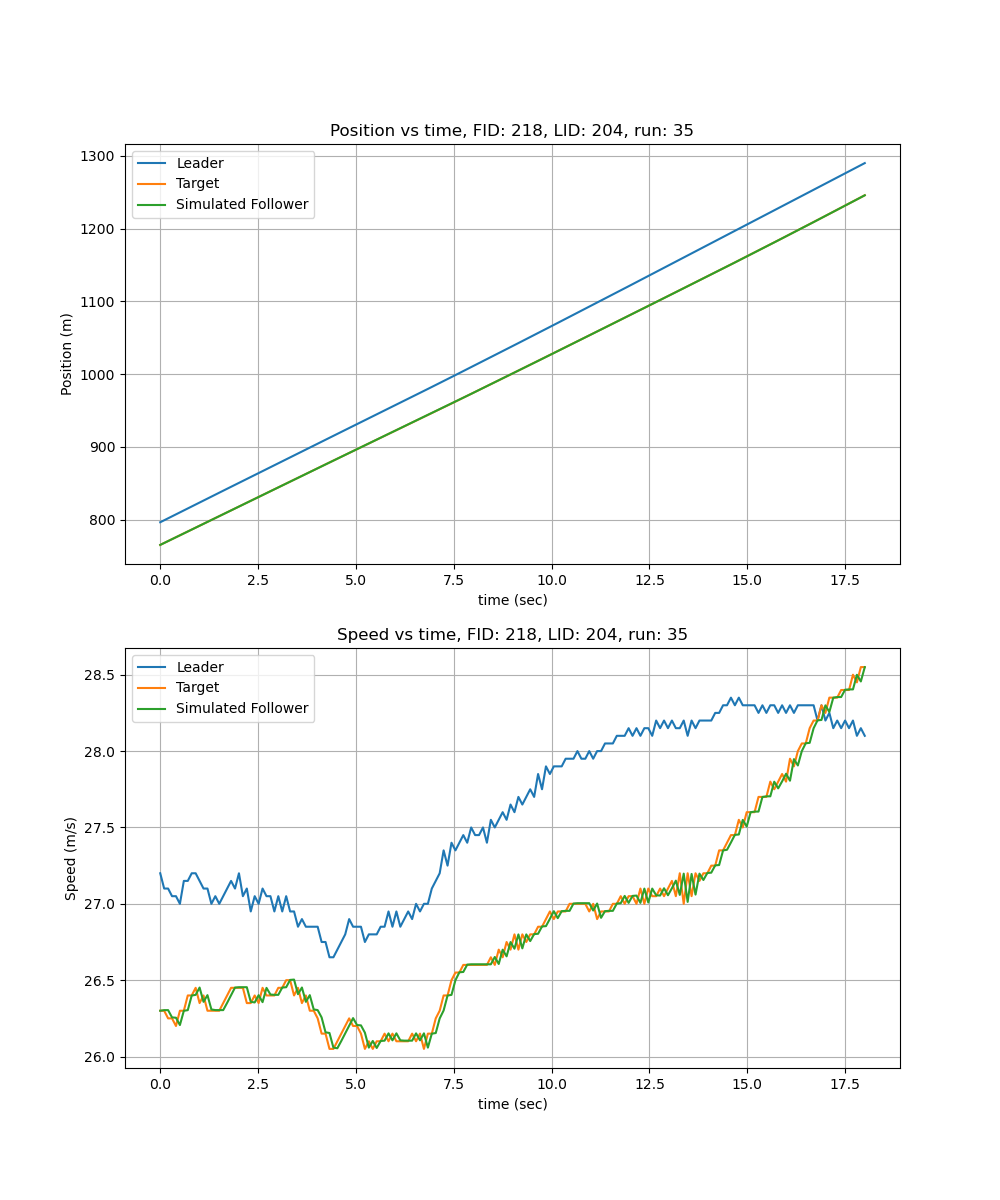 Position vs time, FID: 218, LID: 204, run: 35
Leader
Target
Simulated Follower
1300
1200
1100
1000
900
800
Position (m)
0.0 2.5 5.0 7.5 10.0 12.5 15.0 17.5
time (sec)
Speed vs time, FID: 218, LID: 204, run: 35
Leader
Target
Simulated Follower
28.5
28.0
27.5
27.0
26.5
26.0
Speed (m/s)
0.0 2.5 5.0 7.5 10.0 12.5 15.0 17.5
time (sec)